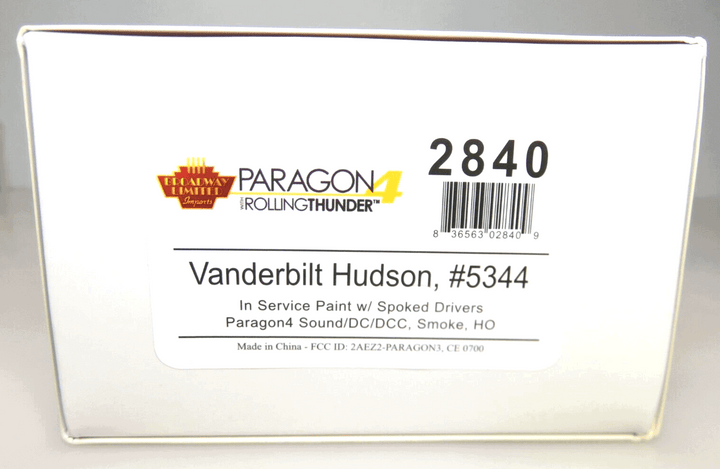 BROADWAY
LIMITED
Imports
PARAGON4
WITH ROLLINGTHUNDER™
2840
8 36563 02840 9
Vanderbilt Hudson, #5344
In Service Paint w/ Spoked Drivers
Paragon4 Sound/DC/DCC, Smoke, HO
Made in China - FCC ID: 2AEZ2-PARAGON3, CE 0700